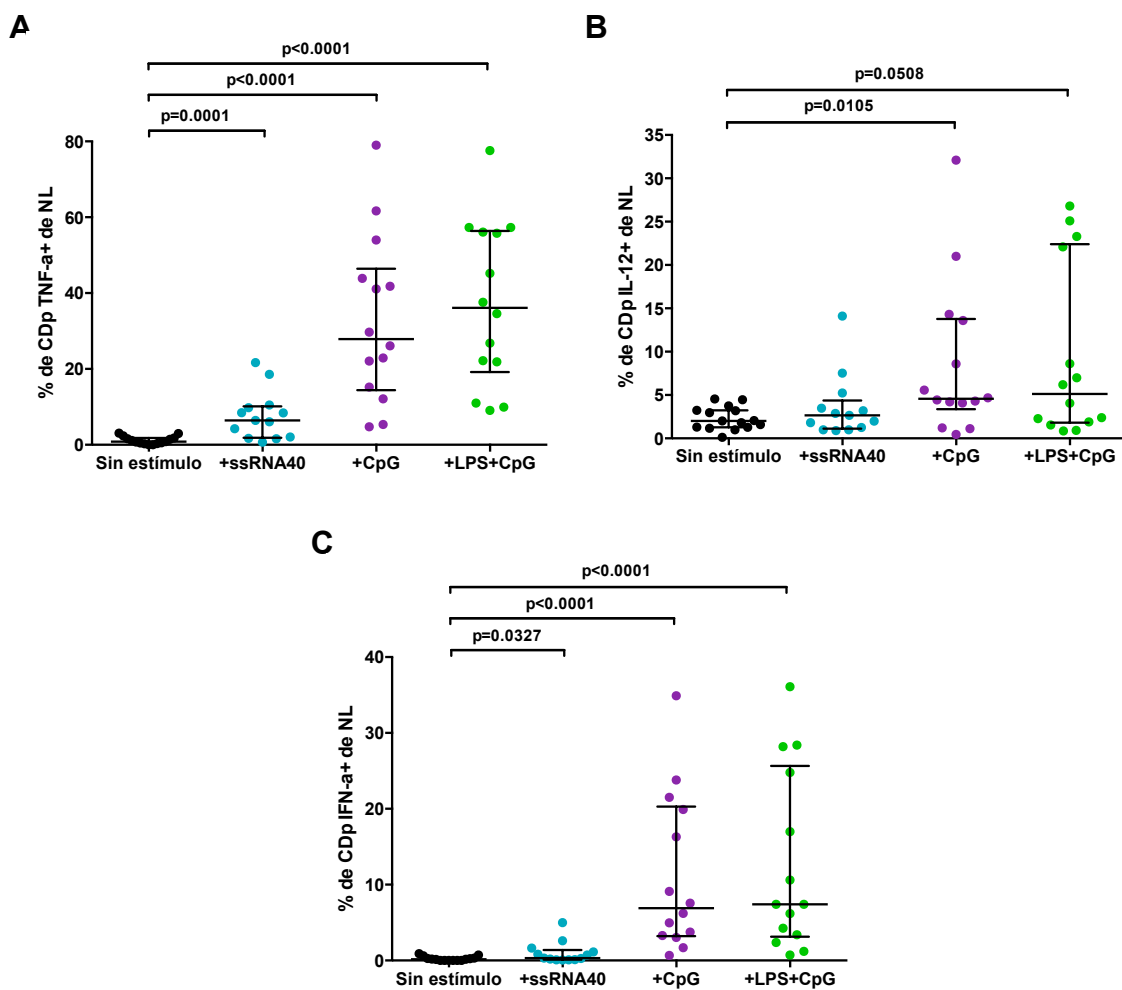 A
p<0.0001
p<0.0001
p=0.0001
% de CDp TNF-a+ de NL
80
60
40
20
0
Sin estímulo +ssRNA40 +CpG +LPS+CpG
B
p=0.0508
p=0.0105
% de CDp IL-12+ de NL
35
30
25
20
15
10
5
0
Sin estímulo +ssRNA40 +CpG +LPS+CpG
C
p<0.0001
p<0.0001
p=0.0327
% de CDp IFN-a+ de NL
40
30
20
10
0
Sin estímulo +ssRNA40 +CpG +LPS+CpG